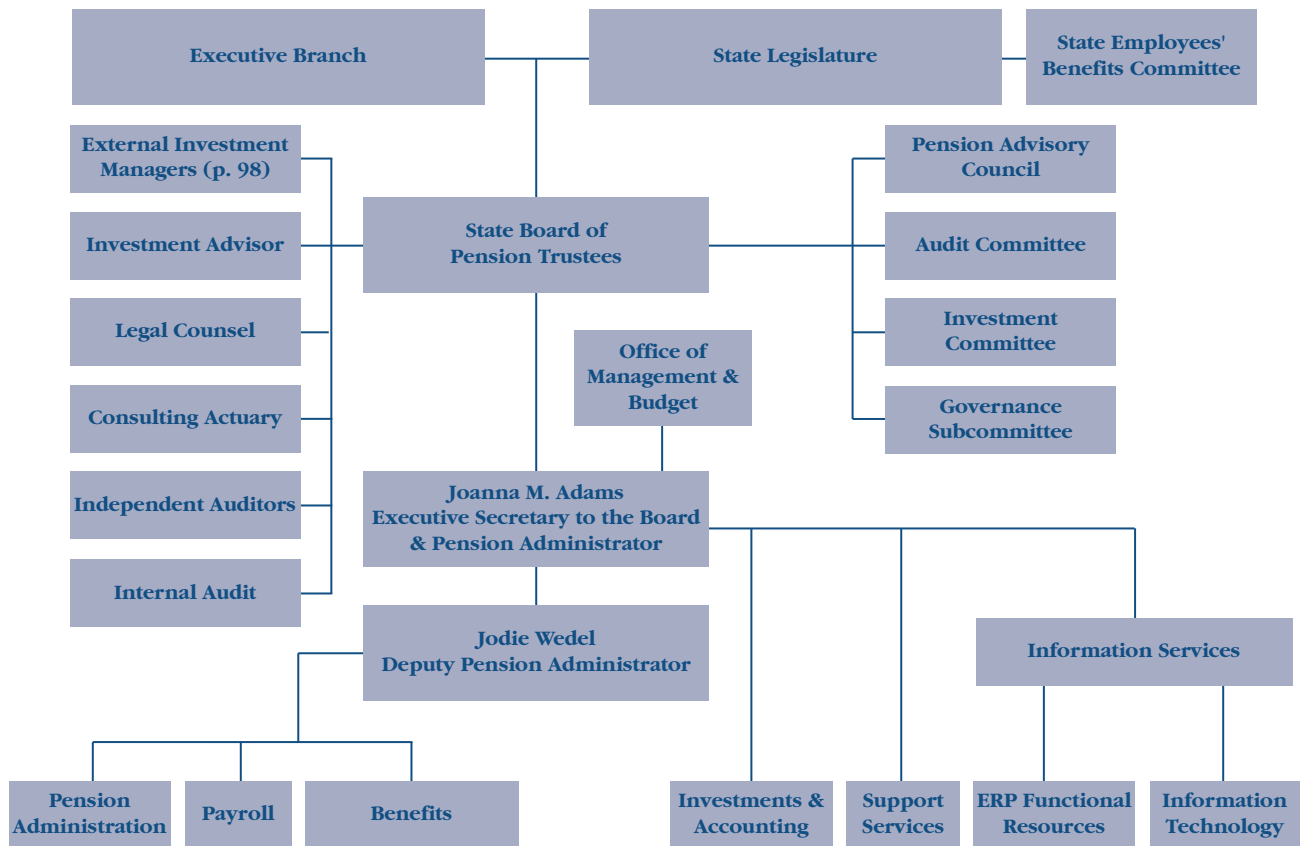 Executive Branch
State Legislature
State Employees'
Benefits Committee
External Investment
Managers (p. 98)
Pension Advisory
Council
State Board of
Pension Trustees
Investment Advisor
Audit Committee
Legal Counsel
Investment
Committee
Office of
Management &
Budget
Consulting Actuary
Governance
Subcommittee
Independent Auditors
Joanna M. Adams
Executive Secretary to the Board
& Pension Administrator
Internal Audit
Jodie Wedel
Deputy Pension Administrator
Information Services
Pension
Administration
Payroll
Benefits
Investments &
Accounting
Support
Services
ERP Functional
Resources
Information
Technology